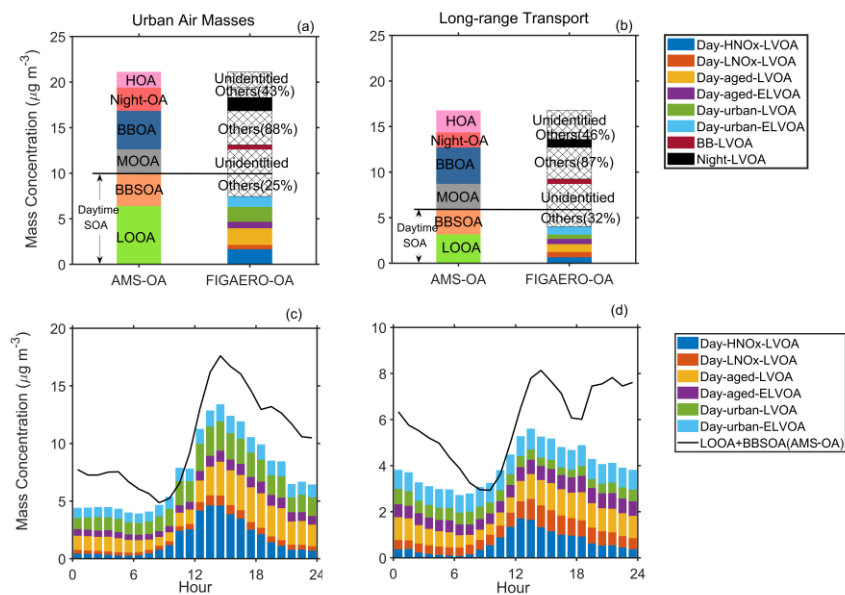 Urban Air Masses
(a)
Mass Concentration (μg m⁻³)
25
20
15
10
5
0
HOA
Night-OA
BBOA
MOOA
BBSOA
LOOA
Daytime
SOA
Unidentitied
Others(43%)
Others(88%)
Unidentitied
Others(25%)
AMS-OA
FIGAERO-OA
Long-range Transport
(b)
25
20
15
10
5
0
HOA
Night-OA
BBOA
MOOA
BBSOA
LOOA
Daytime
SOA
Unidentitied
Others(46%)
Others(87%)
Unidentitied
Others(32%)
AMS-OA
FIGAERO-OA
Day-HNOx-LVOA
Day-LNOx-LVOA
Day-aged-LVOA
Day-aged-ELVOA
Day-urban-LVOA
Day-urban-ELVOA
BB-LVOA
Night-LVOA
(c)
Mass Concentration (μg m⁻³)
20
15
10
5
0
0 6 12 18 24
Hour
(d)
10
8
6
4
2
0
0 6 12 18 24
Hour
Day-HNOx-LVOA
Day-LNOx-LVOA
Day-aged-LVOA
Day-aged-ELVOA
Day-urban-LVOA
Day-urban-ELVOA
LOOA+BBSOA(AMS-OA)